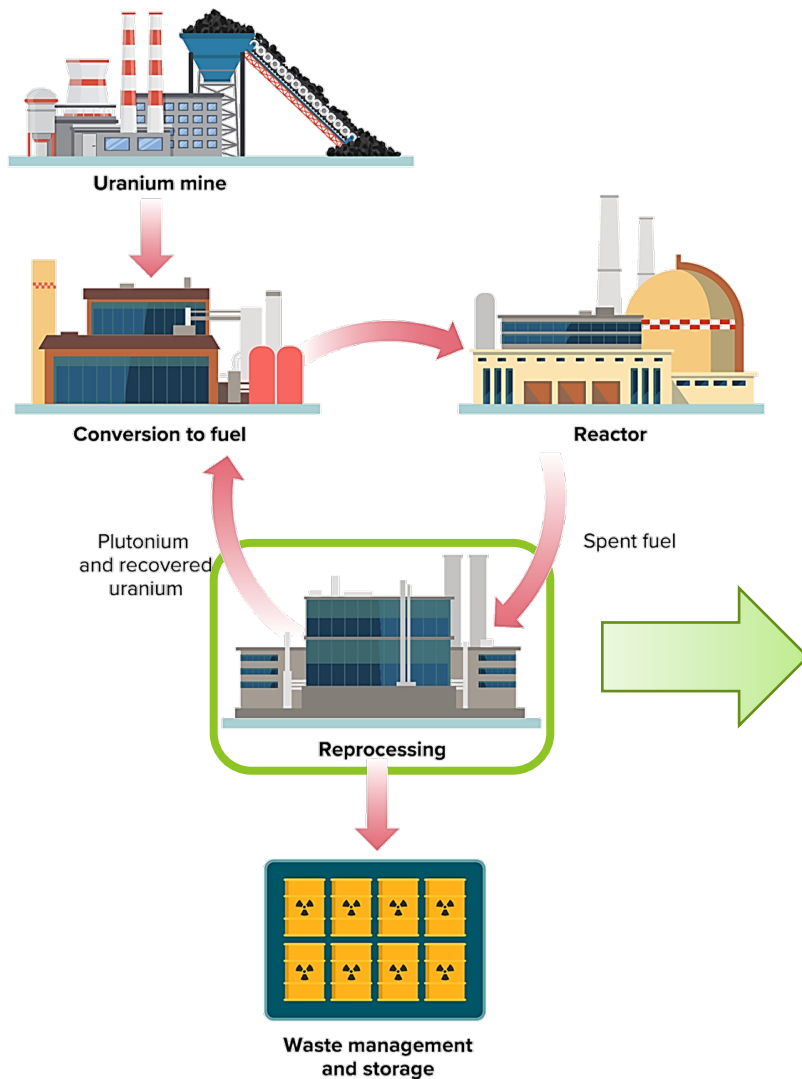 Uranium mine
Conversion to fuel
Reactor
Plutonium
and recovered
uranium
Spent fuel
Reprocessing
Waste management
and storage